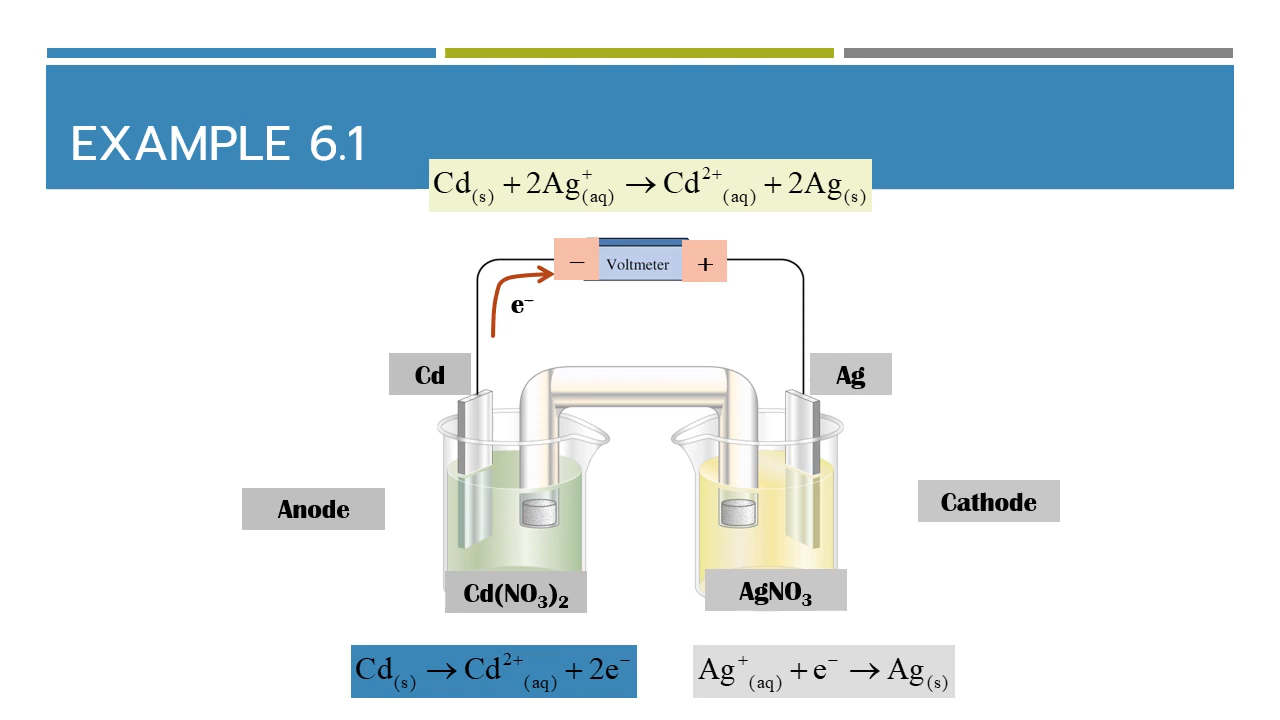 EXAMPLE 6.1
Cd(s) + 2Ag⁺(aq) → Cd²⁺(aq) + 2Ag(s)
− Voltmeter +
e⁻
Cd
Ag
Anode
Cathode
Cd(NO₃)₂
AgNO₃
Cd(s) → Cd²⁺(aq) + 2e⁻
Ag⁺(aq) + e⁻ → Ag(s)